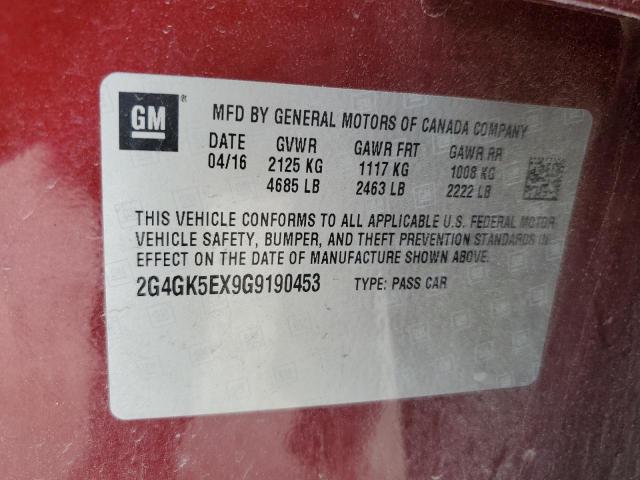 GM ®
MFD BY GENERAL MOTORS OF CANADA COMPANY
DATE GVWR GAWR FRT GAWR RR
04/16 2125 KG 1117 KG 1008 KG
4685 LB 2463 LB 2222 LB
THIS VEHICLE CONFORMS TO ALL APPLICABLE U.S. FEDERAL MOTOR
VEHICLE SAFETY, BUMPER, AND THEFT PREVENTION STANDARDS IN
EFFECT ON THE DATE OF MANUFACTURE SHOWN ABOVE.
2G4GK5EX9G9190453 TYPE: PASS CAR